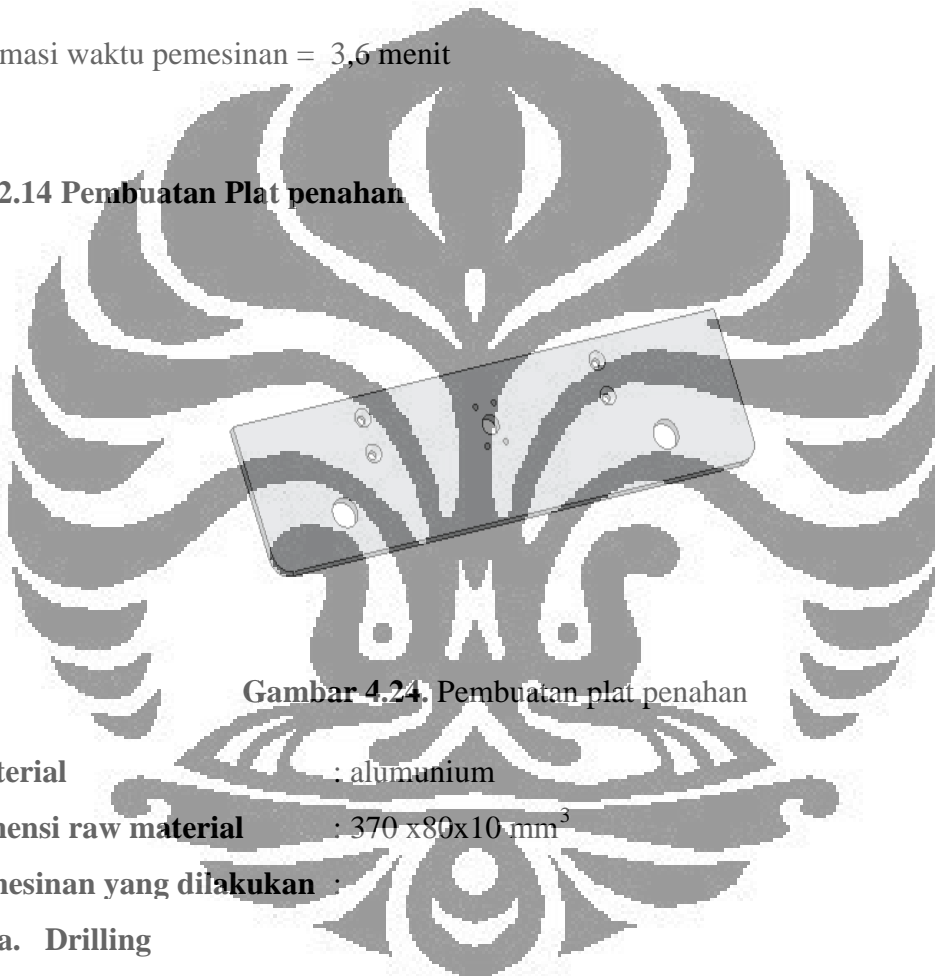 masi waktu pemesinan = 3,6 menit
2.14 Pembuatan Plat penahan
Gambar 4.24. Pembuatan plat penahan
terial : alumunium
nensi raw material : 370 x80x10 mm³
nesinan yang dilakukan :
a. Drilling